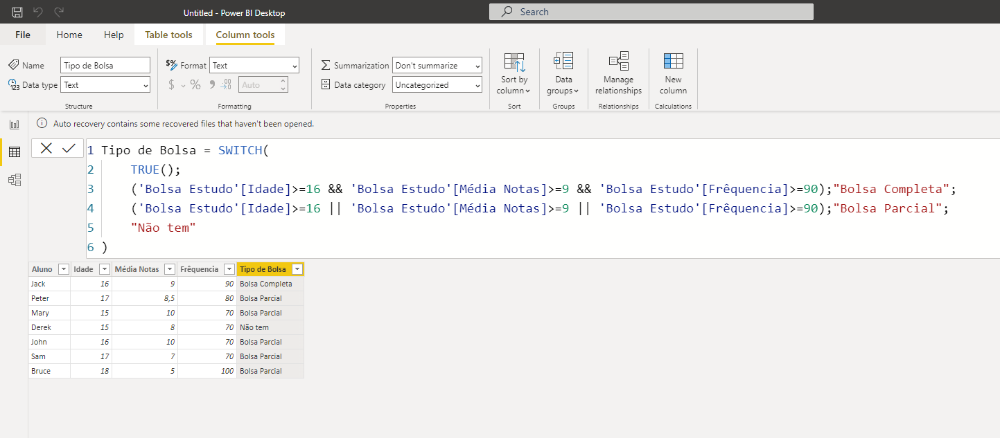 Untitled - Power BI Desktop
Search
File Home Help Table tools Column tools
Name Tipo de Bolsa
Data type Text
Structure
$% Format Text
$ % 9 .00 Auto
Formatting
Summarization Don't summarize
Data category Uncategorized
Properties
Sort by
column
Sort
Data
groups
Groups
Manage
relationships
Relationships
New
column
Calculations
Auto recovery contains some recovered files that haven't been opened.
1 Tipo de Bolsa = SWITCH(
2 TRUE();
3 ('Bolsa Estudo'[Idade]>=16 && 'Bolsa Estudo'[Média Notas]>=9 && 'Bolsa Estudo'[Frêquencia]>=90);"Bolsa Completa";
4 ('Bolsa Estudo'[Idade]>=16 || 'Bolsa Estudo'[Média Notas]>=9 || 'Bolsa Estudo'[Frêquencia]>=90);"Bolsa Parcial";
5 "Não tem"
6 )
Aluno Idade Média Notas Frêquencia Tipo de Bolsa
Jack 16 9 90 Bolsa Completa
Peter 17 8,5 80 Bolsa Parcial
Mary 15 10 70 Bolsa Parcial
Derek 15 8 70 Não tem
John 16 10 70 Bolsa Parcial
Sam 17 7 70 Bolsa Parcial
Bruce 18 5 100 Bolsa Parcial